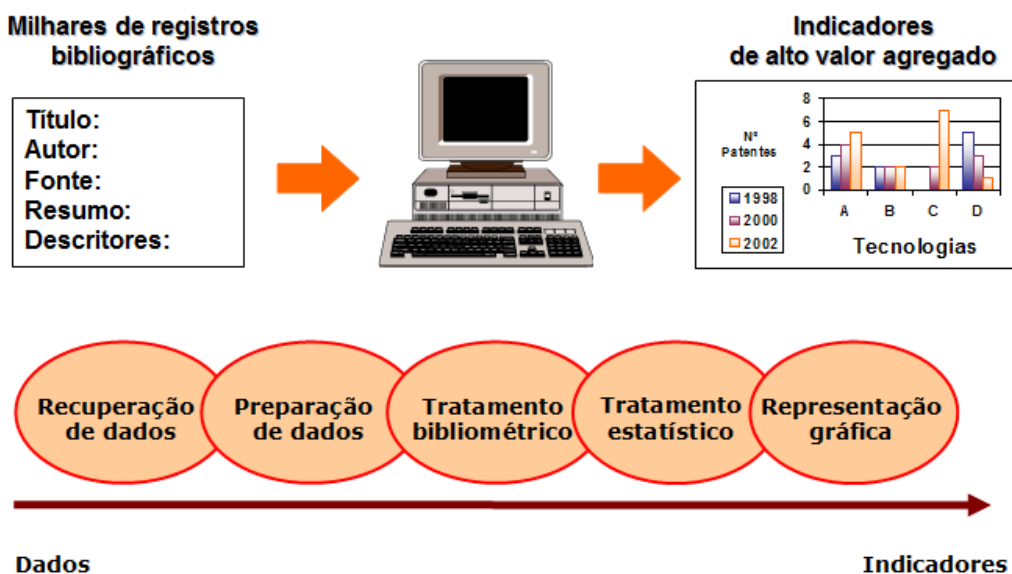 Milhares de registros
bibliográficos
Título:
Autor:
Fonte:
Resumo:
Descritores:
Indicadores
de alto valor agregado
Nº
Patentes
8
6
4
2
0
A B C D
1998
2000
2002
Tecnologias
Recuperação
de dados
Preparação
de dados
Tratamento
bibliométrico
Tratamento
estatístico
Representação
gráfica
Dados
Indicadores